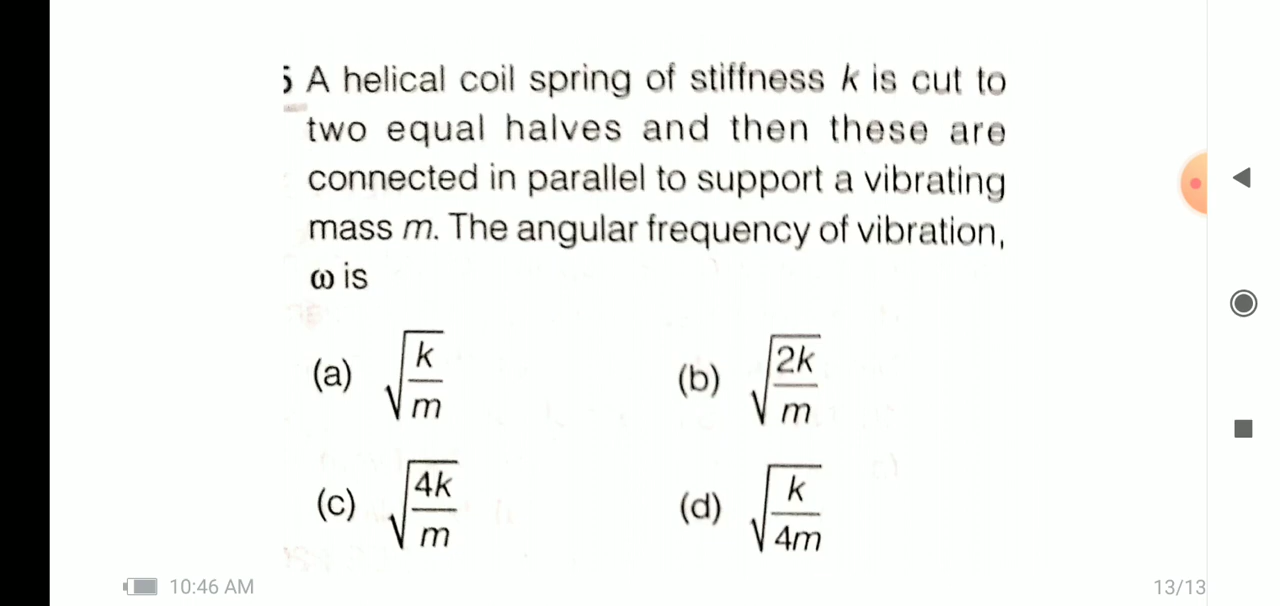 5 A helical coil spring of stiffness k is cut to
two equal halves and then these are
connected in parallel to support a vibrating
mass m. The angular frequency of vibration,
ω is
(a) √(k/m) (b) √(2k/m)
(c) √(4k/m) (d) √(k/4m)
10:46 AM 13/13